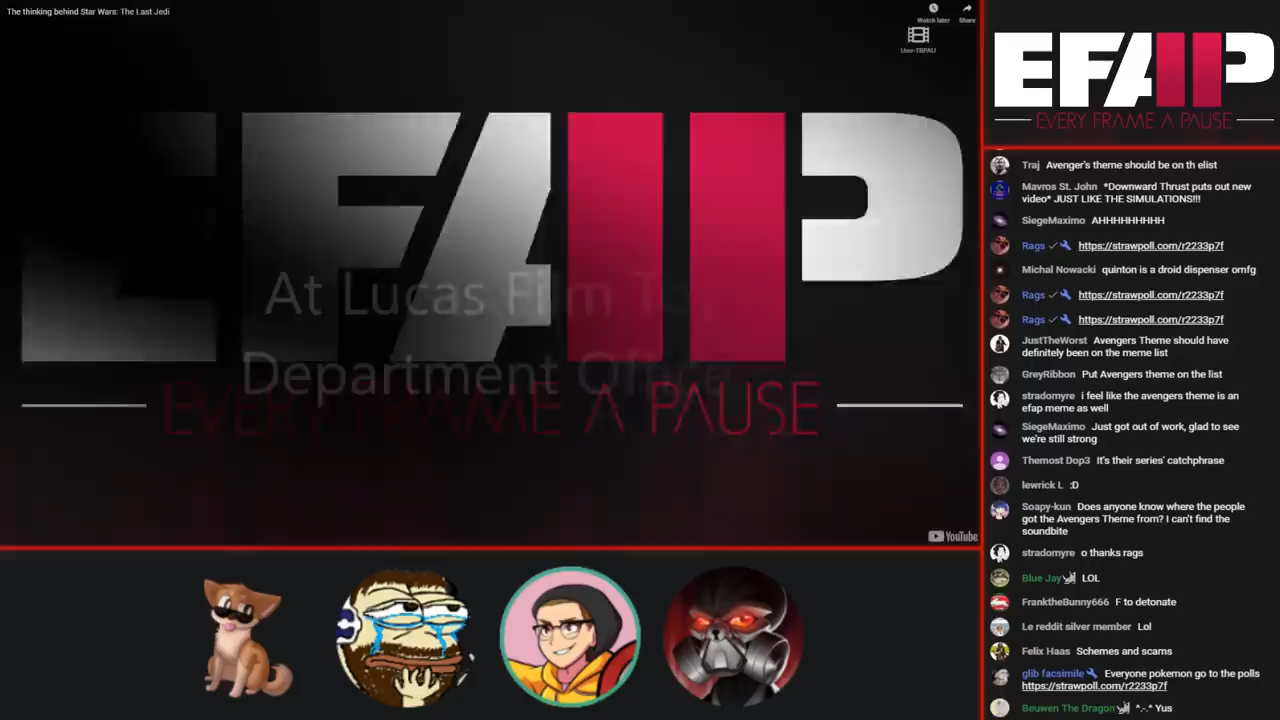 The thinking behind Star Wars: The Last Jedi
Watch later
Share
User-TBPAU
EFAP
At Lucas Film Toy
Department Office
EVERY FRAME A PAUSE
YouTube
EFAP
EVERY FRAME A PAUSE
Traj Avenger's theme should be on th elist
Mavros St. John *Downward Thrust puts out new
video* JUST LIKE THE SIMULATIONS!!!
SiegeMaximo AHHHHHHHHH
Rags https://strawpoll.com/r2233p7f
Michal Nowacki quinton is a droid dispenser omfg
Rags https://strawpoll.com/r2233p7f
Rags https://strawpoll.com/r2233p7f
JustTheWorst Avengers Theme should have
definitely been on the meme list
GreyRibbon Put Avengers theme on the list
stradomyre i feel like the avengers theme is an
efap meme as well
SiegeMaximo Just got out of work, glad to see
we're still strong
Themost Dop3 It's their series' catchphrase
lewrick L :D
Soapy-kun Does anyone know where the people
got the Avengers Theme from? I can't find the
soundbite
stradomyre o thanks rags
Blue Jay LOL
FranktheBunny666 F to detonate
Le reddit silver member Lol
Felix Haas Schemes and scams
glib facsimile Everyone pokemon go to the polls
https://strawpoll.com/r2233p7f
Beuwen The Dragon ^.-.^ Yus